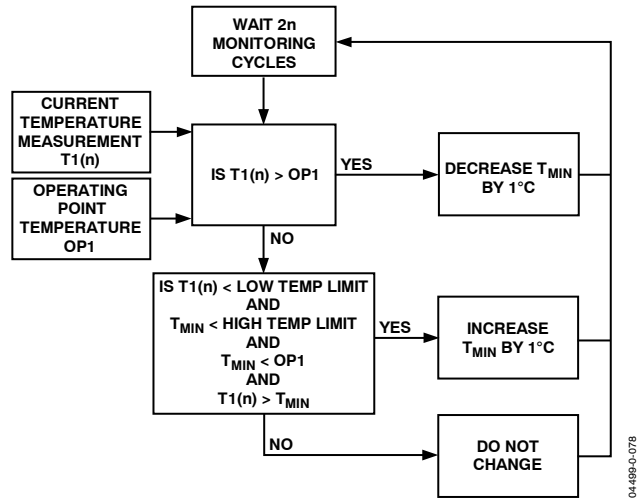 WAIT 2n
MONITORING
CYCLES
CURRENT
TEMPERATURE
MEASUREMENT
T1(n)
IS T1(n) > OP1
YES
DECREASE TMIN
BY 1°C
OPERATING
POINT
TEMPERATURE
OP1
NO
IS T1(n) < LOW TEMP LIMIT
AND
TMIN < HIGH TEMP LIMIT
AND
TMIN < OP1
AND
T1(n) > TMIN
YES
INCREASE
TMIN BY 1°C
NO
DO NOT
CHANGE
04499-0-078